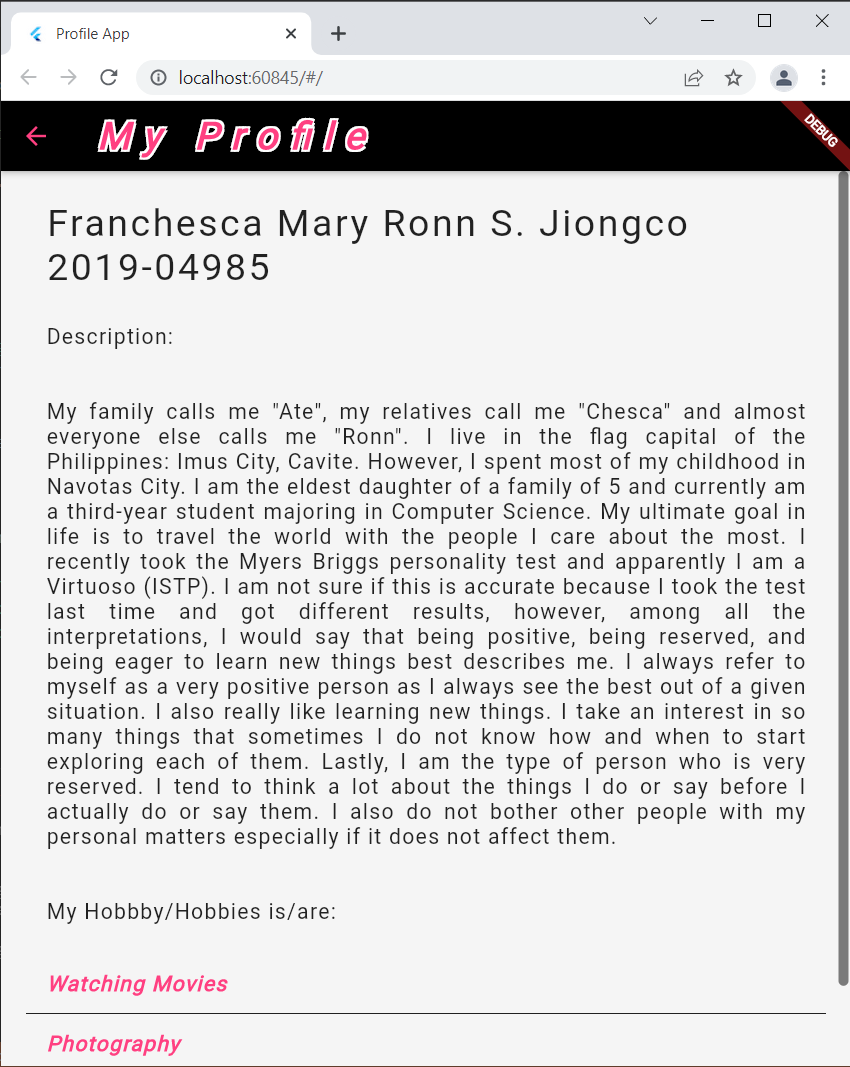 Profile App
localhost:60845/#/
My Profile
DEBUG
Franchesca Mary Ronn S. Jiongco
2019-04985
Description:
My family calls me "Ate", my relatives call me "Chesca" and almost
everyone else calls me "Ronn". I live in the flag capital of the
Philippines: Imus City, Cavite. However, I spent most of my childhood in
Navotas City. I am the eldest daughter of a family of 5 and currently am
a third-year student majoring in Computer Science. My ultimate goal in
life is to travel the world with the people I care about the most. I
recently took the Myers Briggs personality test and apparently I am a
Virtuoso (ISTP). I am not sure if this is accurate because I took the test
last time and got different results, however, among all the
interpretations, I would say that being positive, being reserved, and
being eager to learn new things best describes me. I always refer to
myself as a very positive person as I always see the best out of a given
situation. I also really like learning new things. I take an interest in so
many things that sometimes I do not know how and when to start
exploring each of them. Lastly, I am the type of person who is very
reserved. I tend to think a lot about the things I do or say before I
actually do or say them. I also do not bother other people with my
personal matters especially if it does not affect them.
My Hobbby/Hobbies is/are:
Watching Movies
Photography